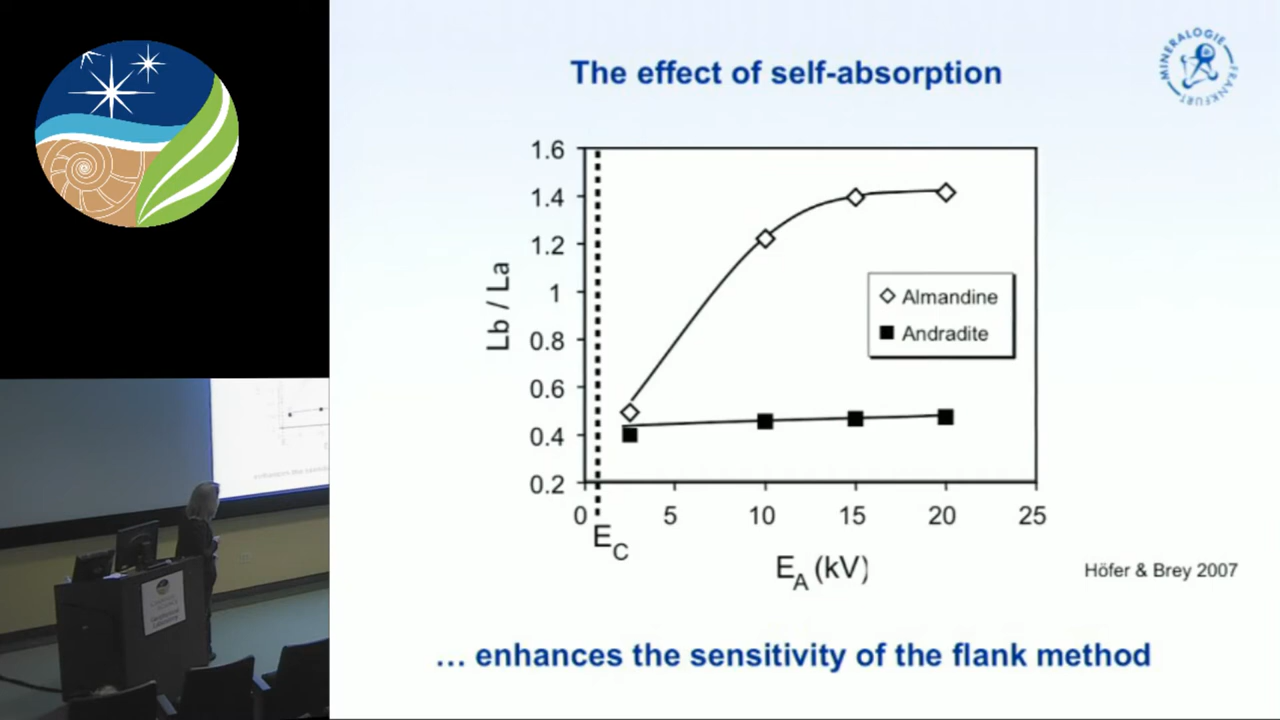 The effect of self-absorption
MINERALOGIE
FRANKFURT
1.6
1.4
1.2
1
0.8
0.6
0.4
0.2
Lb / La
Almandine
Andradite
0
5
10
15
20
25
EC
EA (kV)
Höfer & Brey 2007
… enhances the sensitivity of the flank method